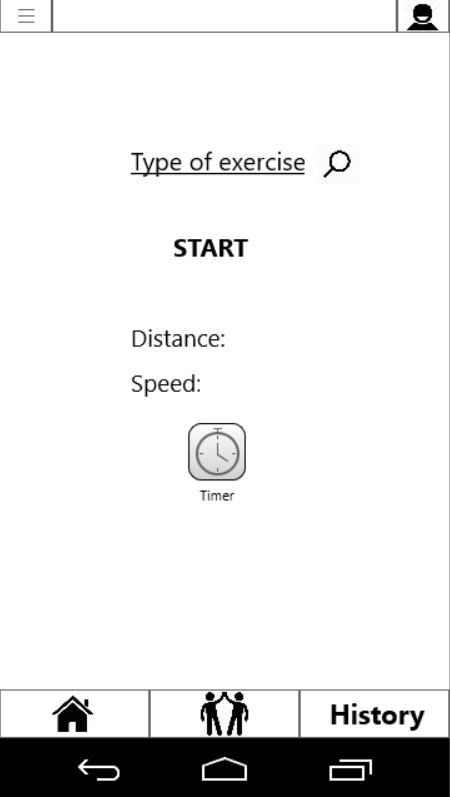 Type of exercise
START
Distance:
Speed:
Timer
History